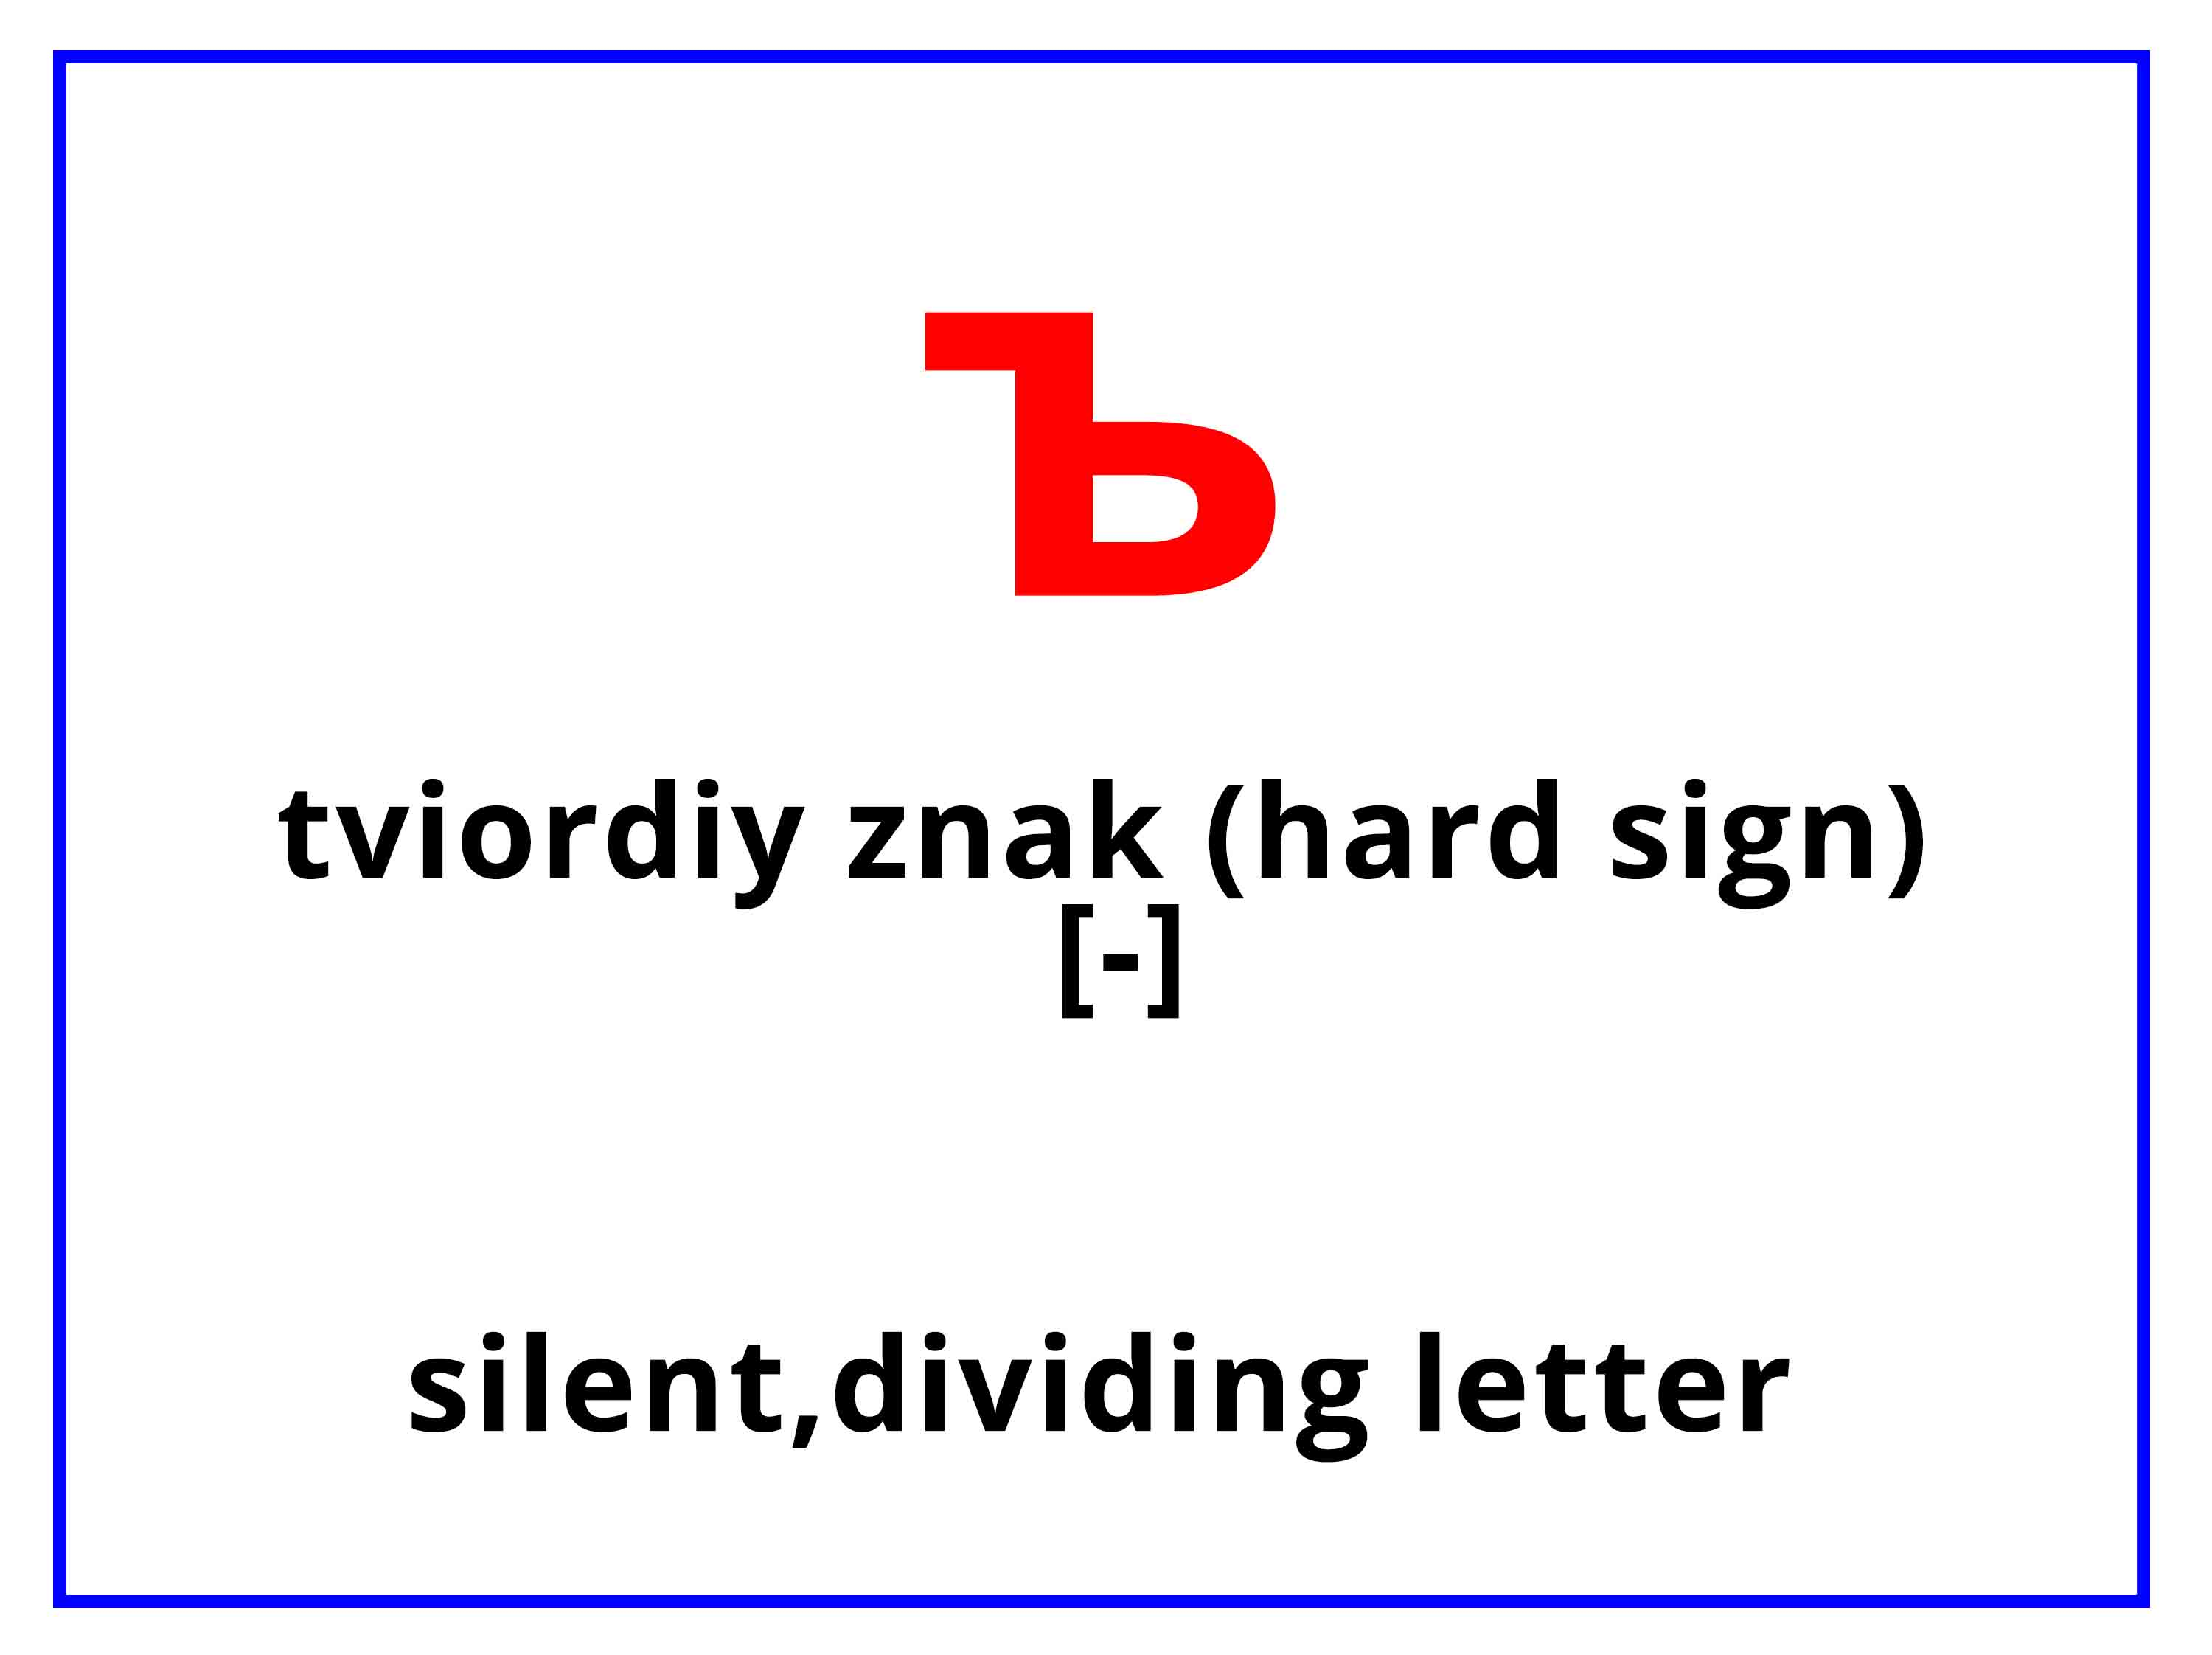 Ъ
tviordiy znak (hard sign)
[-]
silent,dividing letter